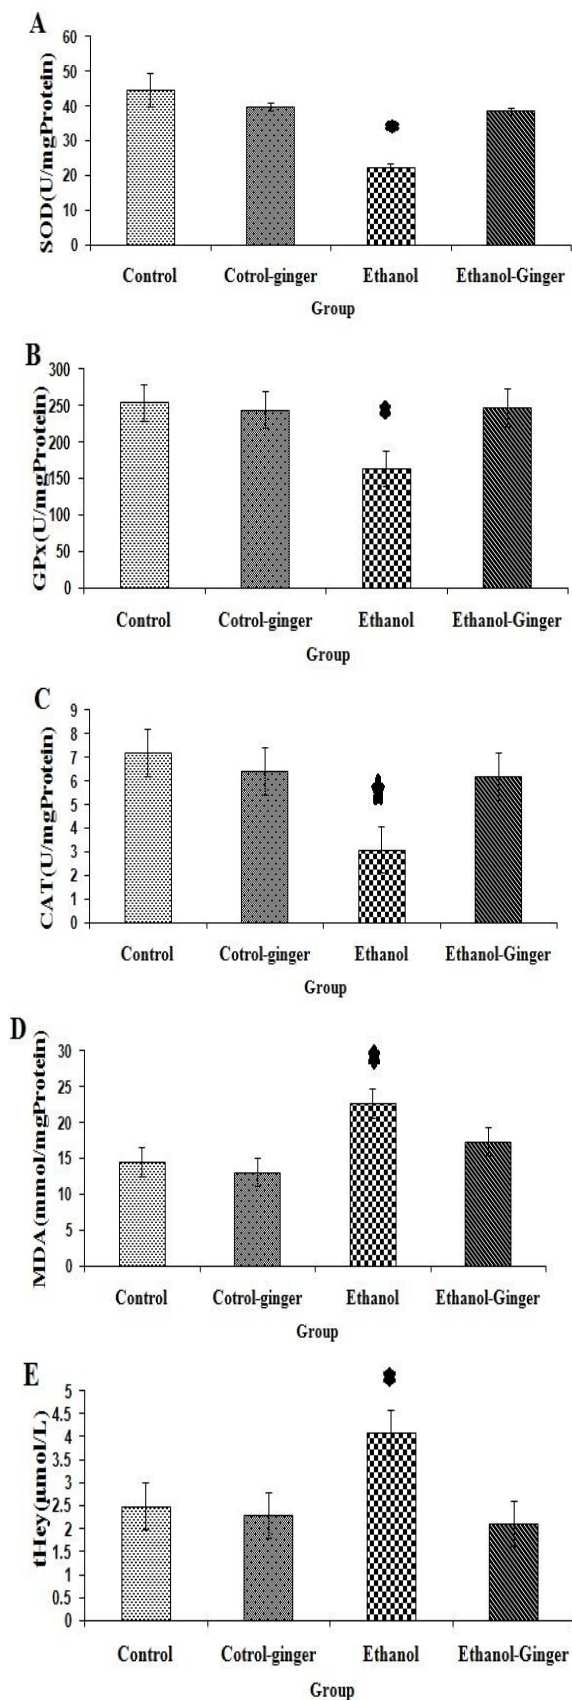 A
SOD(U/mgProtein)
60
50
40
30
20
10
0
Control Cotrol-ginger Ethanol Ethanol-Ginger
Group
B
GPx(U/mgProtein)
300
250
200
150
100
50
0
Control Cotrol-ginger Ethanol Ethanol-Ginger
Group
C
CAT(U/mgProtein)
9
8
7
6
5
4
3
2
1
0
Control Cotrol-ginger Ethanol Ethanol-Ginger
Group
D
MDA(mmol/mgProtein)
30
25
20
15
10
5
0
Control Cotrol-ginger Ethanol Ethanol-Ginger
Group
E
tHey(µmol/L)
5
4.5
4
3.5
3
2.5
2
1.5
1
0.5
0
Control Cotrol-ginger Ethanol Ethanol-Ginger
Group